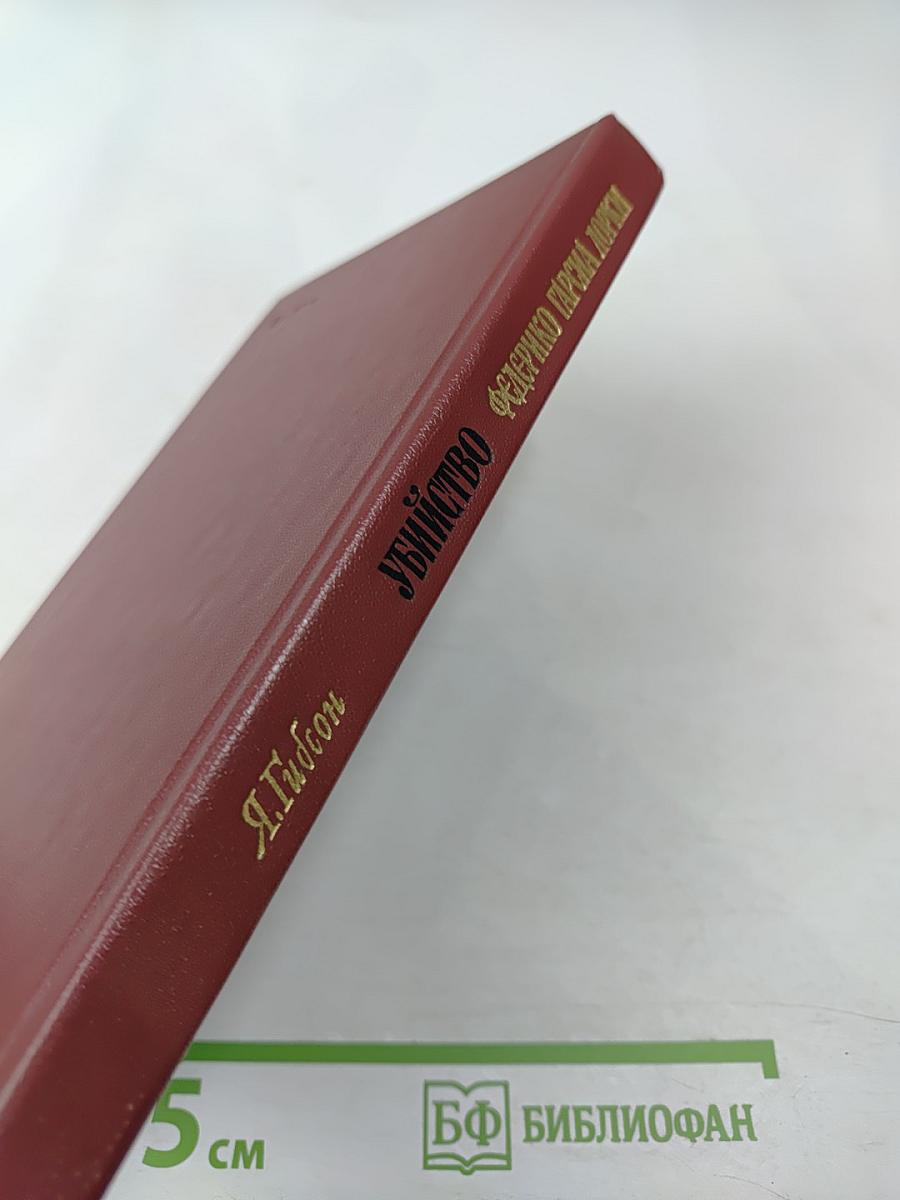 Я.Гибсон
УБИЙСТВО
ФЕДЕРИКО ГАРСИА ЛОРКИ
5 см
БФ БИБЛИОФАН